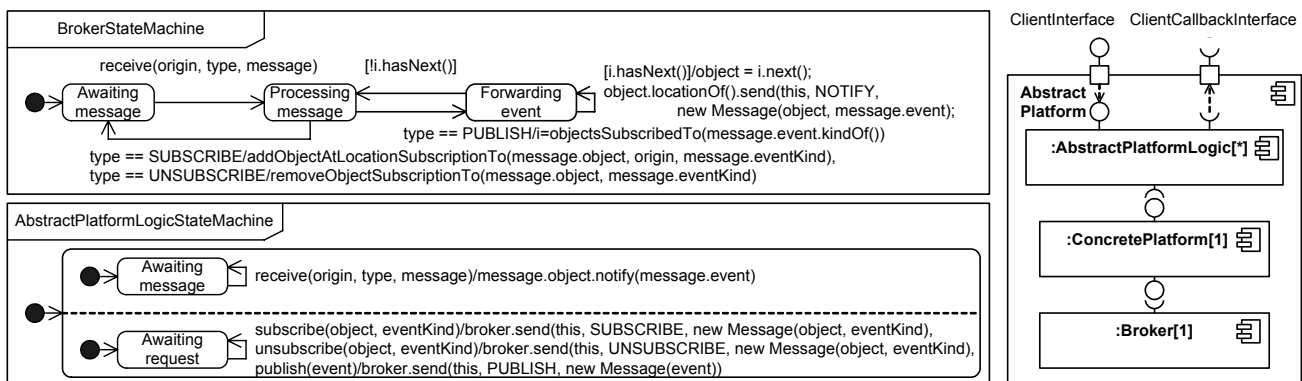 BrokerStateMachine
receive(origin, type, message)
[!i.hasNext()]
[i.hasNext()]/object = i.next();
object.locationOf().send(this, NOTIFY,
new Message(object, message.event);
Awaiting
message
Processing
message
Forwarding
event
type == PUBLISH/i=objectsSubscribedTo(message.event.kindOf())
type == SUBSCRIBE/addObjectAtLocationSubscriptionTo(message.object, origin, message.eventKind),
type == UNSUBSCRIBE/removeObjectSubscriptionTo(message.object, message.eventKind)
AbstractPlatformLogicStateMachine
Awaiting
message
receive(origin, type, message)/message.object.notify(message.event)
Awaiting
request
subscribe(object, eventKind)/broker.send(this, SUBSCRIBE, new Message(object, eventKind),
unsubscribe(object, eventKind)/broker.send(this, UNSUBSCRIBE, new Message(object, eventKind),
publish(event)/broker.send(this, PUBLISH, new Message(event))
ClientInterface ClientCallbackInterface
Abstract
Platform
:AbstractPlatformLogic[*]
:ConcretePlatform[1]
:Broker[1]